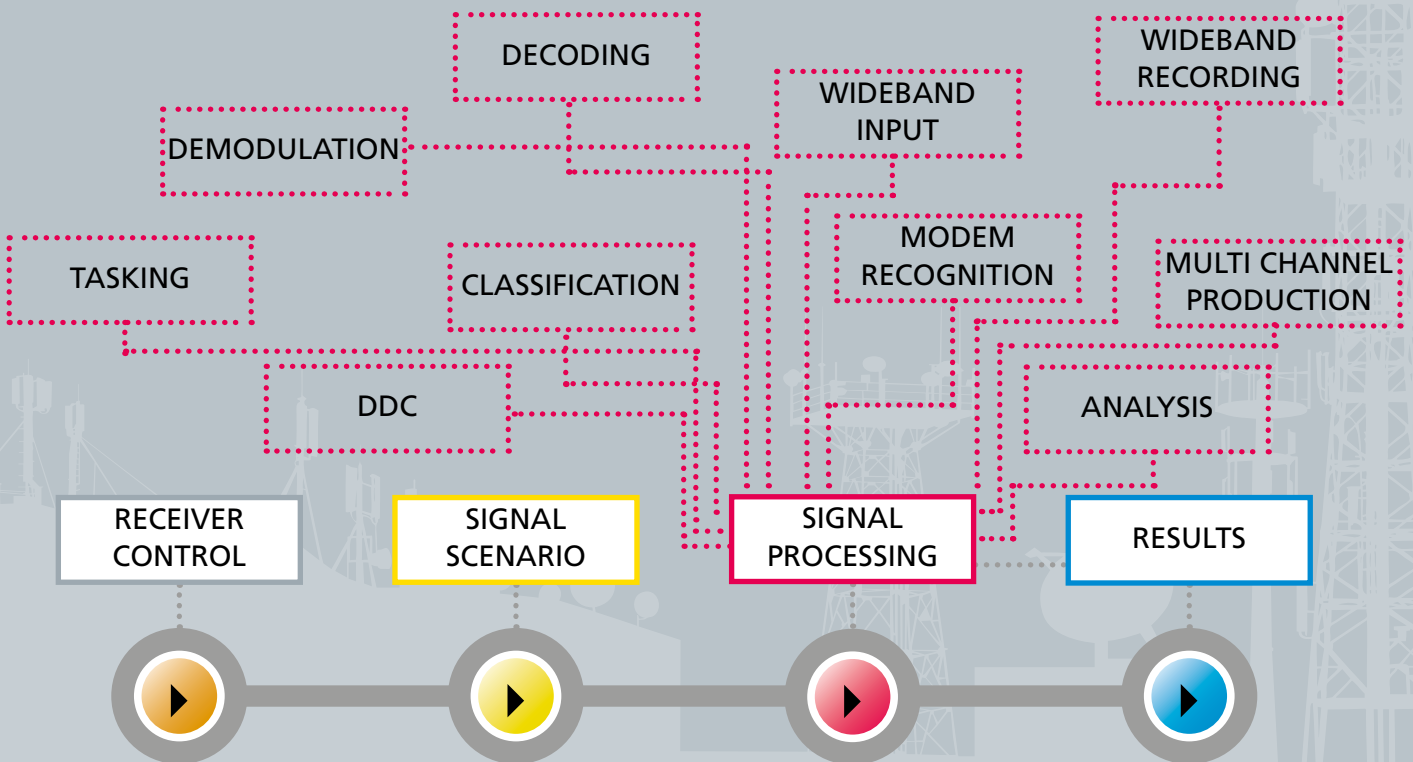 DECODING
WIDEBAND
RECORDING
WIDEBAND
INPUT
DEMODULATION
MODEM
RECOGNITION
TASKING
CLASSIFICATION
MULTI CHANNEL
PRODUCTION
DDC
ANALYSIS
RECEIVER
CONTROL
SIGNAL
SCENARIO
SIGNAL
PROCESSING
RESULTS